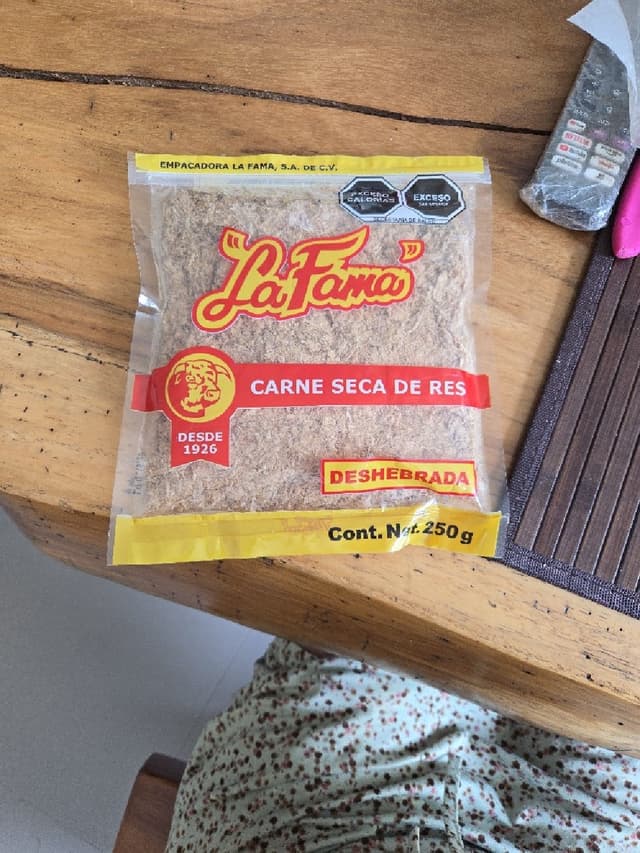 EMPACADORA LA FAMA, S.A. DE C.V.
EXCESO
CALORÍAS
EXCESO
"La Fama"
CARNE SECA DE RES
DESDE
1926
DESHEBRADA
Cont. Net. 250 g